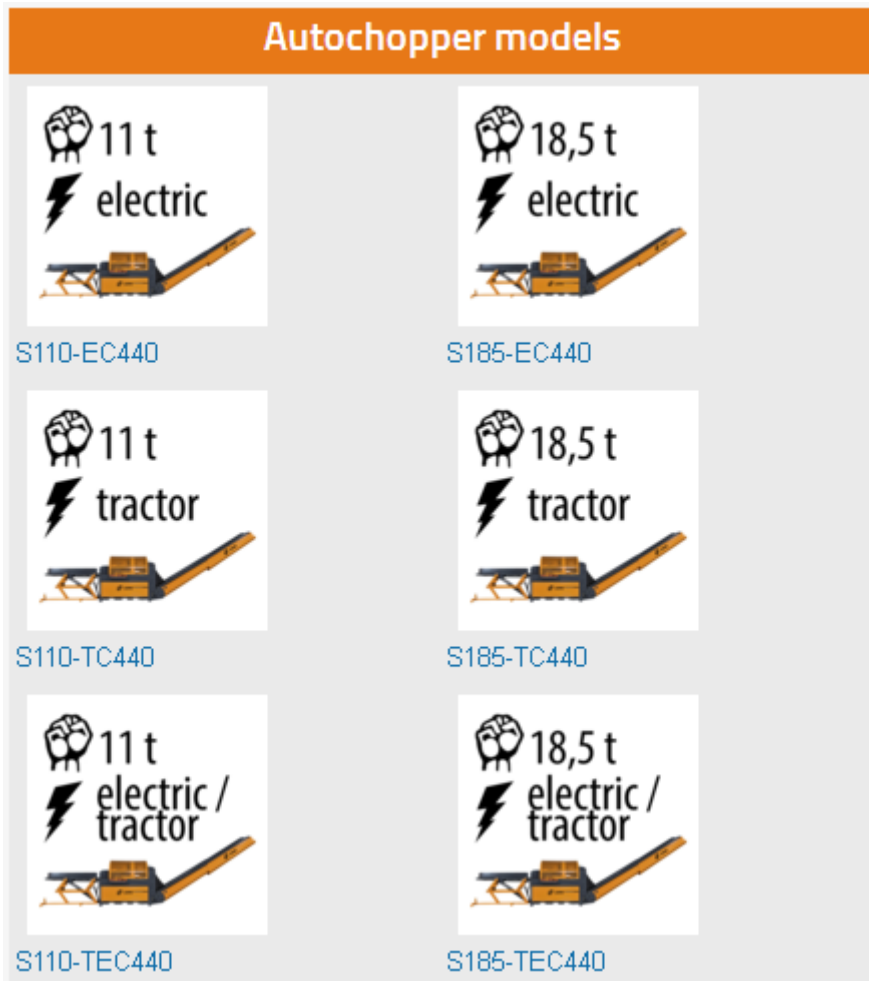 Autochopper models
11 t
electric
S110-EC440
18,5 t
electric
S185-EC440
11 t
tractor
S110-TC440
18,5 t
tractor
S185-TC440
11 t
electric /
tractor
S110-TEC440
18,5 t
electric /
tractor
S185-TEC440